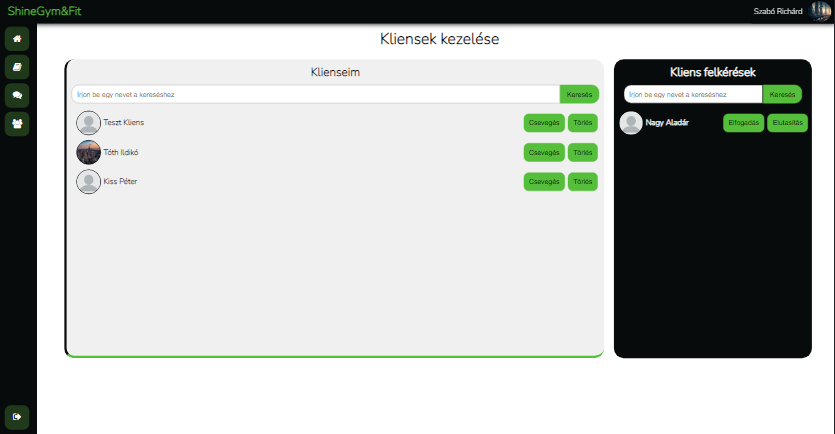 ShineGym&Fit
Szabó Richárd
Kliensek kezelése
Klienseim
Írjon be egy nevet a kereséshez
Keresés
Teszt Kliens
Csevegés
Törlés
Tóth Ildikó
Csevegés
Törlés
Kiss Péter
Csevegés
Törlés
Kliens felkérések
Írjon be egy nevet a kereséshez
Keresés
Nagy Aladár
Elfogadás
Elutasítás